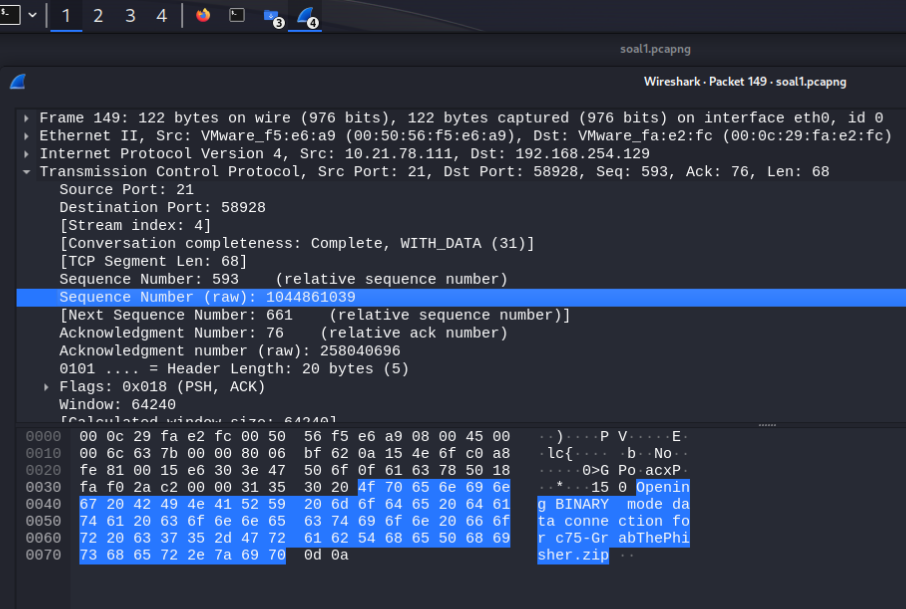 1 2 3 4 3 4
soal1.pcapng
Wireshark · Packet 149 · soal1.pcapng
Frame 149: 122 bytes on wire (976 bits), 122 bytes captured (976 bits) on interface eth0, id 0
Ethernet II, Src: VMware_f5:e6:a9 (00:50:56:f5:e6:a9), Dst: VMware_fa:e2:fc (00:0c:29:fa:e2:fc)
Internet Protocol Version 4, Src: 10.21.78.111, Dst: 192.168.254.129
Transmission Control Protocol, Src Port: 21, Dst Port: 58928, Seq: 593, Ack: 76, Len: 68
Source Port: 21
Destination Port: 58928
[Stream index: 4]
[Conversation completeness: Complete, WITH_DATA (31)]
[TCP Segment Len: 68]
Sequence Number: 593 (relative sequence number)
Sequence Number (raw): 1044861039
[Next Sequence Number: 661 (relative sequence number)]
Acknowledgment Number: 76 (relative ack number)
Acknowledgment number (raw): 258040696
0101 .... = Header Length: 20 bytes (5)
Flags: 0x018 (PSH, ACK)
Window: 64240
[Calculated window size: 64240]
0000 00 0c 29 fa e2 fc 00 50 56 f5 e6 a9 08 00 45 00 ··)····P V·····E·
0010 00 6c 63 7b 00 00 80 06 bf 62 0a 15 4e 6f c0 a8 ·lc{···· ·b··No··
0020 fe 81 00 15 e6 30 3e 47 50 6f 0f 61 63 78 50 18 ·····0>G Po·acxP·
0030 fa f0 2a c2 00 00 31 35 30 20 4f 70 65 6e 69 6e ··*···15 0 Openin
0040 67 20 42 49 4e 41 52 59 20 6d 6f 64 65 20 64 61 g BINARY mode da
0050 74 61 20 63 6f 6e 6e 65 63 74 69 6f 6e 20 66 6f ta conne ction fo
0060 72 20 63 37 35 2d 47 72 61 62 54 68 65 50 68 69 r c75-Gr abThePhi
0070 73 68 65 72 2e 7a 69 70 0d 0a sher.zip ··